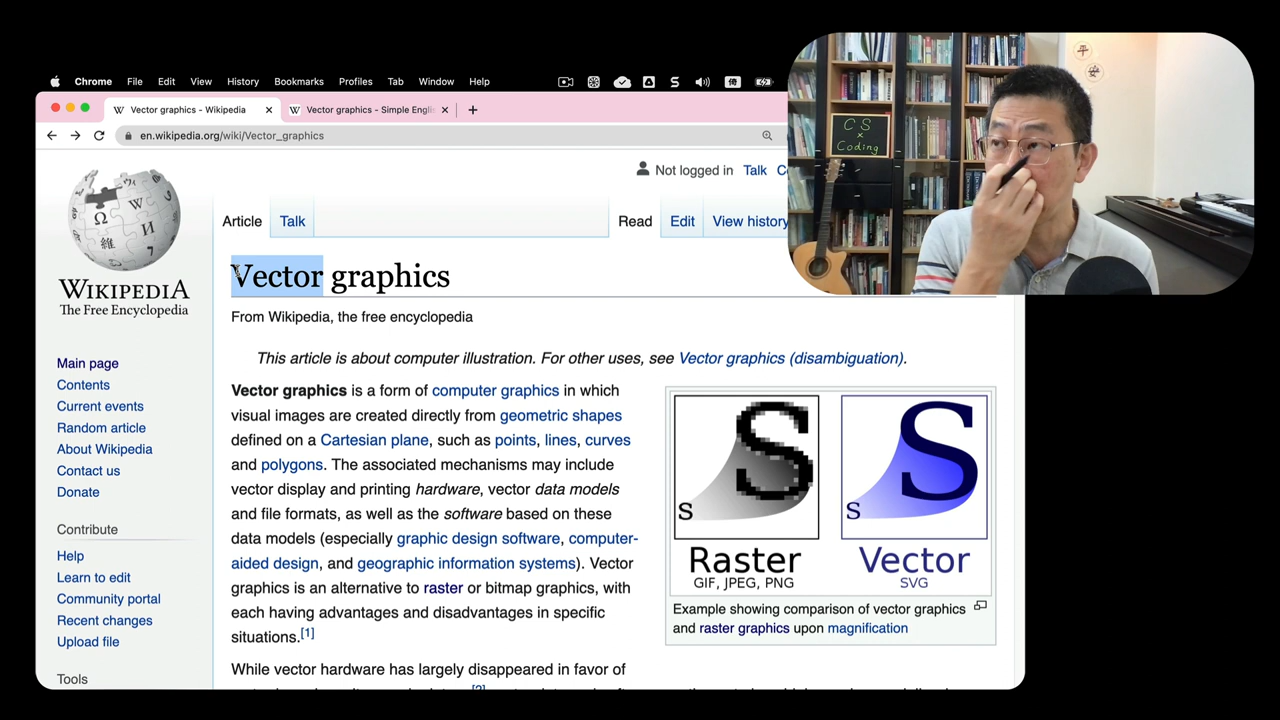 Chrome File Edit View History Bookmarks Profiles Tab Window Help
Vector graphics - Wikipedia
Vector graphics - Simple Engli
en.wikipedia.org/wiki/Vector_graphics
Not logged in Talk
Article Talk Read Edit View history
Vector graphics
WIKIPEDIA
The Free Encyclopedia
From Wikipedia, the free encyclopedia
This article is about computer illustration. For other uses, see Vector graphics (disambiguation).
Main page
Contents
Current events
Random article
About Wikipedia
Contact us
Donate
Contribute
Help
Learn to edit
Community portal
Recent changes
Upload file
Tools
Vector graphics is a form of computer graphics in which
visual images are created directly from geometric shapes
defined on a Cartesian plane, such as points, lines, curves
and polygons. The associated mechanisms may include
vector display and printing hardware, vector data models
and file formats, as well as the software based on these
data models (especially graphic design software, computer-
aided design, and geographic information systems). Vector
graphics is an alternative to raster or bitmap graphics, with
each having advantages and disadvantages in specific
situations.[1]
While vector hardware has largely disappeared in favor of
S S
Raster
GIF, JPEG, PNG
S S
Vector
SVG
Example showing comparison of vector graphics
and raster graphics upon magnification
CS
×
Coding
平
安